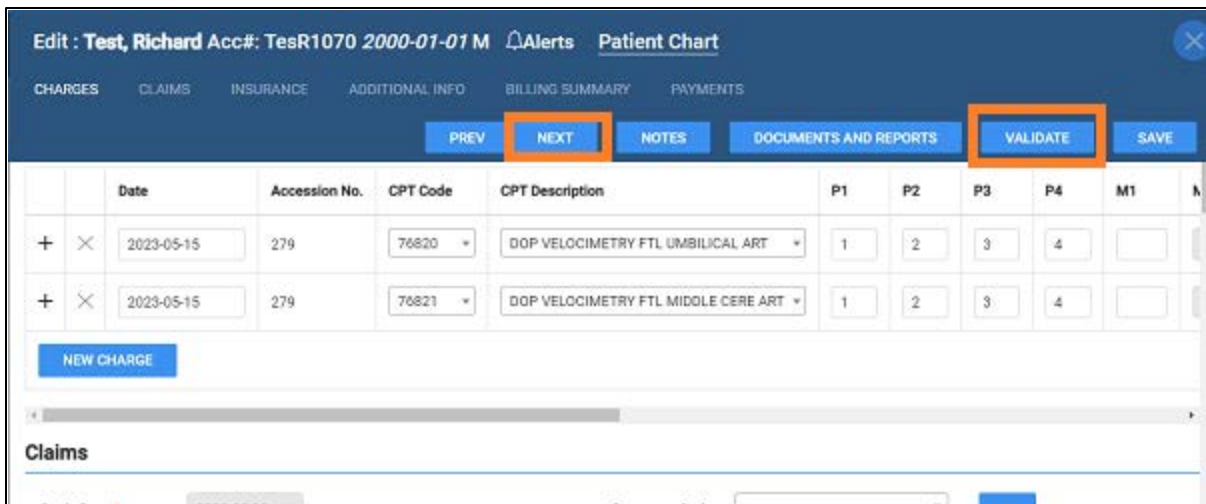 Edit : Test, Richard Acc#: TesR1070 2000-01-01 M Alerts Patient Chart
CHARGES CLAIMS INSURANCE ADDITIONAL INFO BILLING SUMMARY PAYMENTS
PREV NEXT NOTES DOCUMENTS AND REPORTS VALIDATE SAVE
Date Accession No. CPT Code CPT Description P1 P2 P3 P4 M1
+ × 2023-05-15 279 76820 DOP VELOCIMETRY FTL UMBILICAL ART 1 2 3 4
+ × 2023-05-15 279 76821 DOP VELOCIMETRY FTL MIDDLE CERE ART 1 2 3 4
NEW CHARGE
Claims